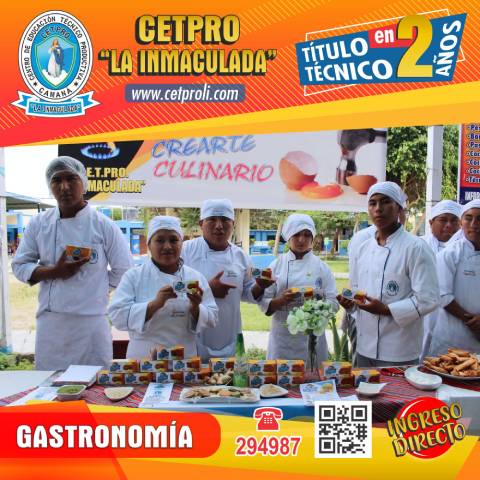 CETPRO
"LA INMACULADA"
www.cetproli.com
CENTRO DE EDUCACIÓN TÉCNICO PRODUCTIVA
CETPRO
CAMANÁ
"LA INMACULADA"
TÍTULO
TÉCNICO
en
2
AÑOS
E.T.PRO.
MACULADA"
CREARTE
CULINARIO
GASTRONOMÍA
294987
INGRESO
DIRECTO